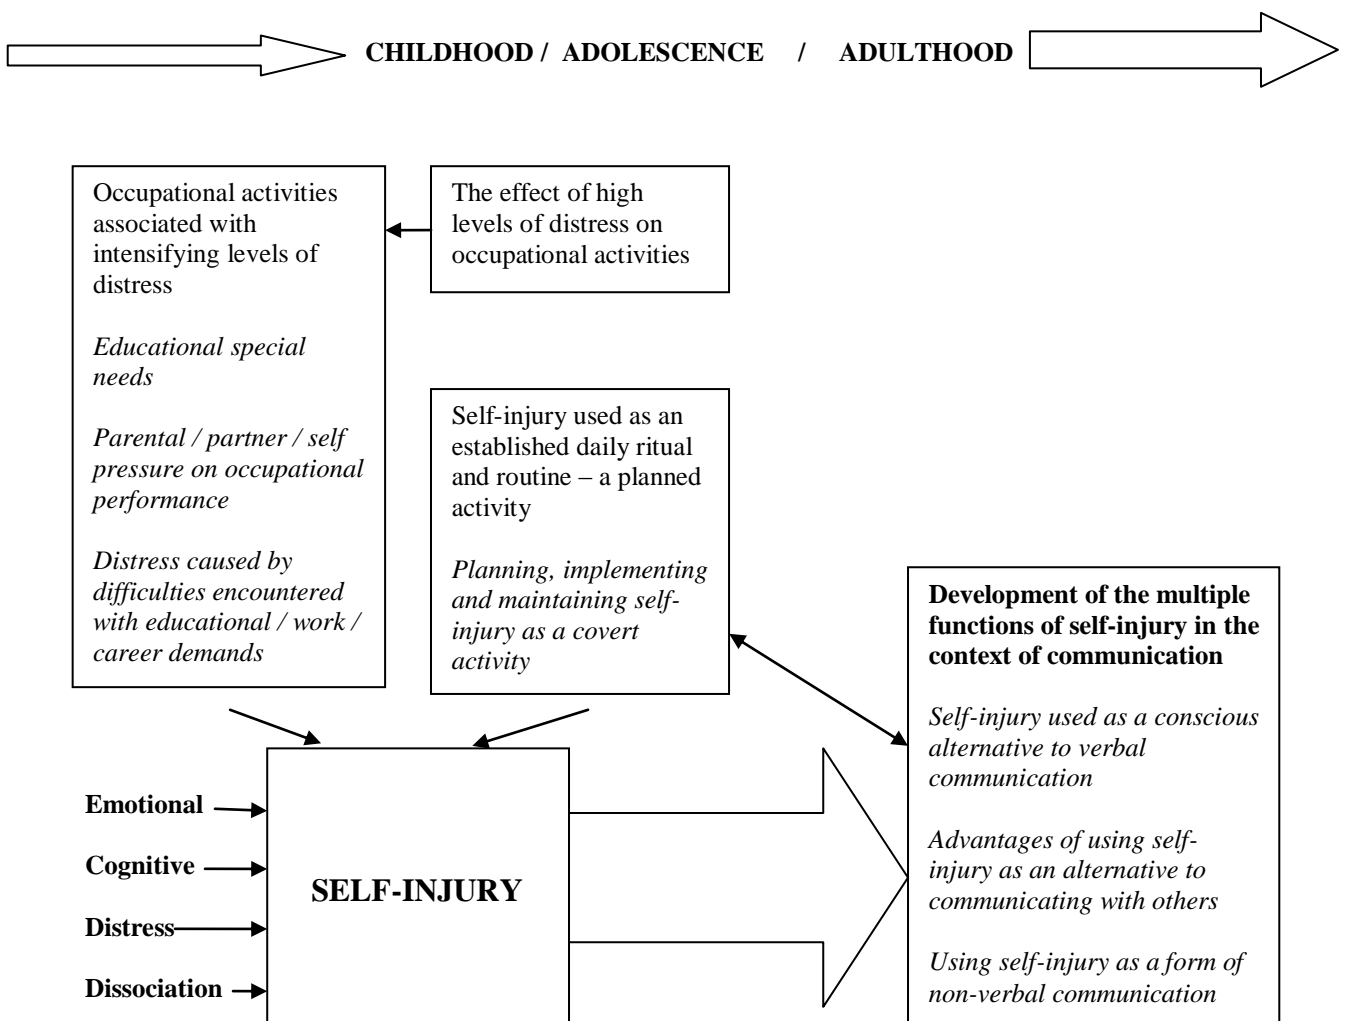 CHILDHOOD / ADOLESCENCE / ADULTHOOD
Occupational activities
associated with
intensifying levels of
distress
Educational special
needs
Parental / partner / self
pressure on occupational
performance
Distress caused by
difficulties encountered
with educational / work /
career demands
The effect of high
levels of distress on
occupational activities
Self-injury used as an
established daily ritual
and routine – a planned
activity
Planning, implementing
and maintaining self-
injury as a covert
activity
Emotional
Cognitive
Distress
Dissociation
SELF-INJURY
Development of the multiple
functions of self-injury in the
context of communication
Self-injury used as a conscious
alternative to verbal
communication
Advantages of using self-
injury as an alternative to
communicating with others
Using self-injury as a form of
non-verbal communication